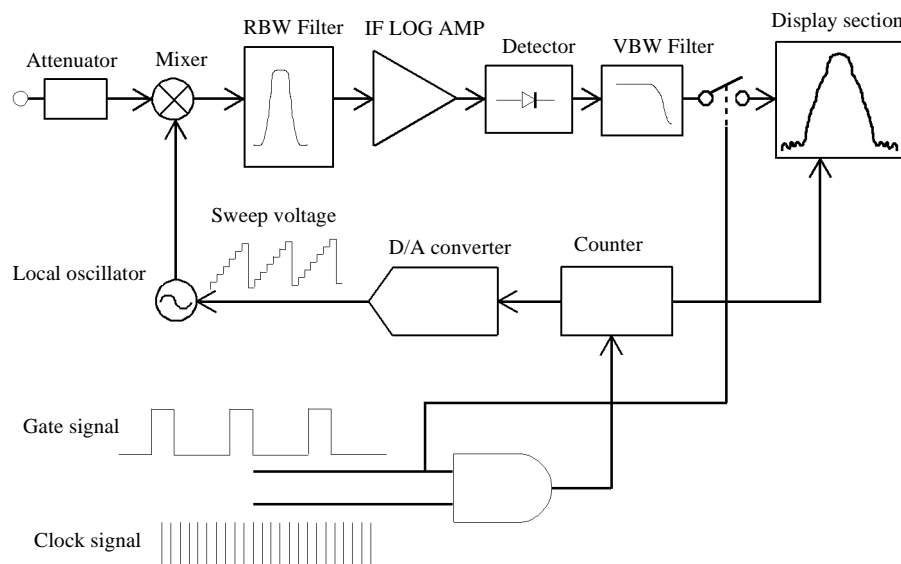 RBW Filter
IF LOG AMP
Display section
Attenuator
Mixer
Detector
VBW Filter
Sweep voltage
D/A converter
Counter
Local oscillator
Gate signal
Clock signal